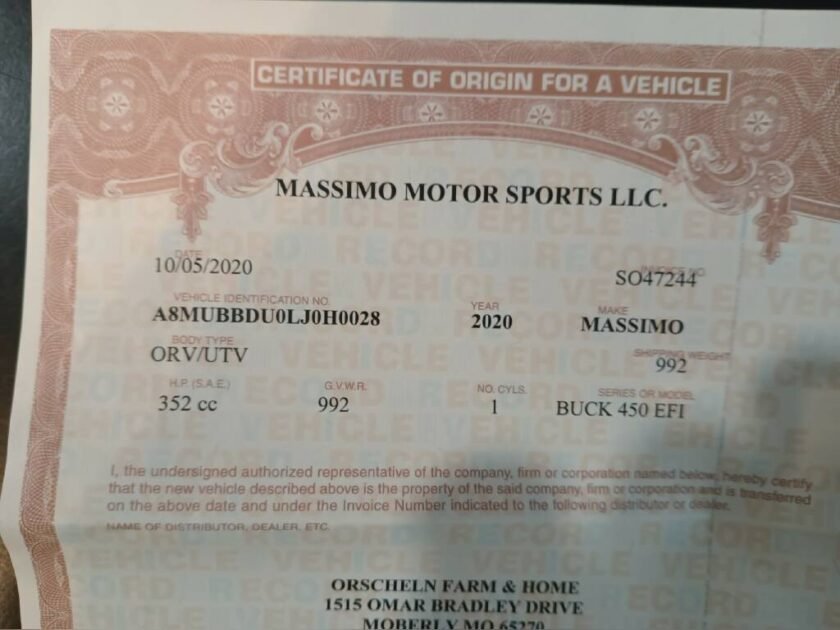 CERTIFICATE OF ORIGIN FOR A VEHICLE
MASSIMO MOTOR SPORTS LLC.
DATE INVOICE NO.
10/05/2020 SO47244
VEHICLE IDENTIFICATION NO. YEAR MAKE
A8MUBBDU0LJ0H0028 2020 MASSIMO
BODY TYPE SHIPPING WEIGHT
ORV/UTV 992
H.P. (S.A.E.) G.V.W.R. NO. CYLS. SERIES OR MODEL
352 cc 992 1 BUCK 450 EFI
I, the undersigned authorized representative of the company, firm or corporation named below, hereby certify
that the new vehicle described above is the property of the said company, firm or corporation and is transferred
on the above date and under the Invoice Number indicated to the following distributor or dealer.
NAME OF DISTRIBUTOR, DEALER, ETC.
ORSCHELN FARM & HOME
1515 OMAR BRADLEY DRIVE
MOBERLY MO 65270